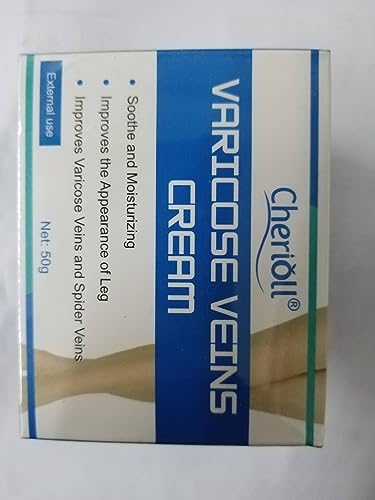 Cheriőll®
VARICOSE VEINS
CREAM
• Soothe and Moisturizing
• Improves the Appearance of Leg
• Improves Varicose Veins and Spider Veins
External use
Net: 50g